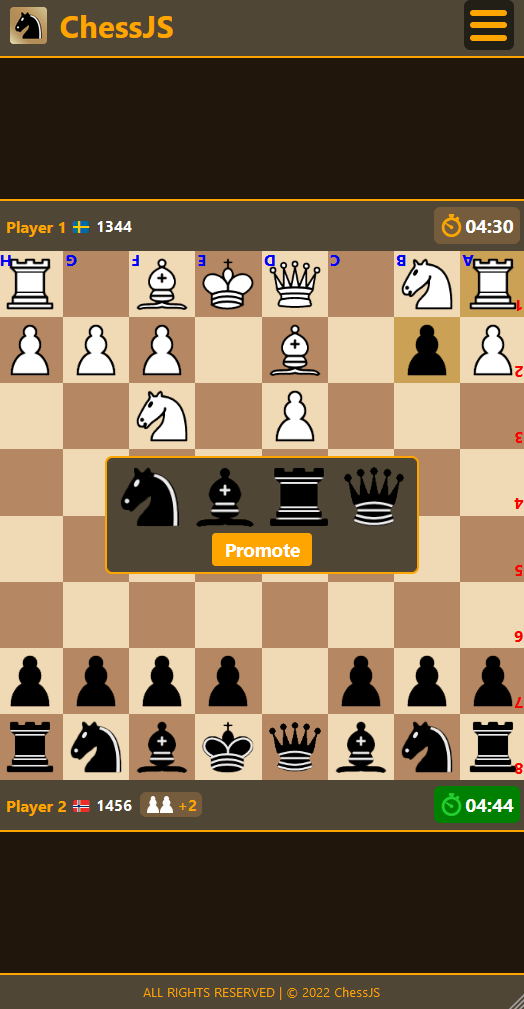 ChessJS
Player 1 1344 04:30
H G F E D C B A
1
2
3
4
5
6
7
8
Promote
Player 2 1456 +2 04:44
ALL RIGHTS RESERVED | © 2022 ChessJS